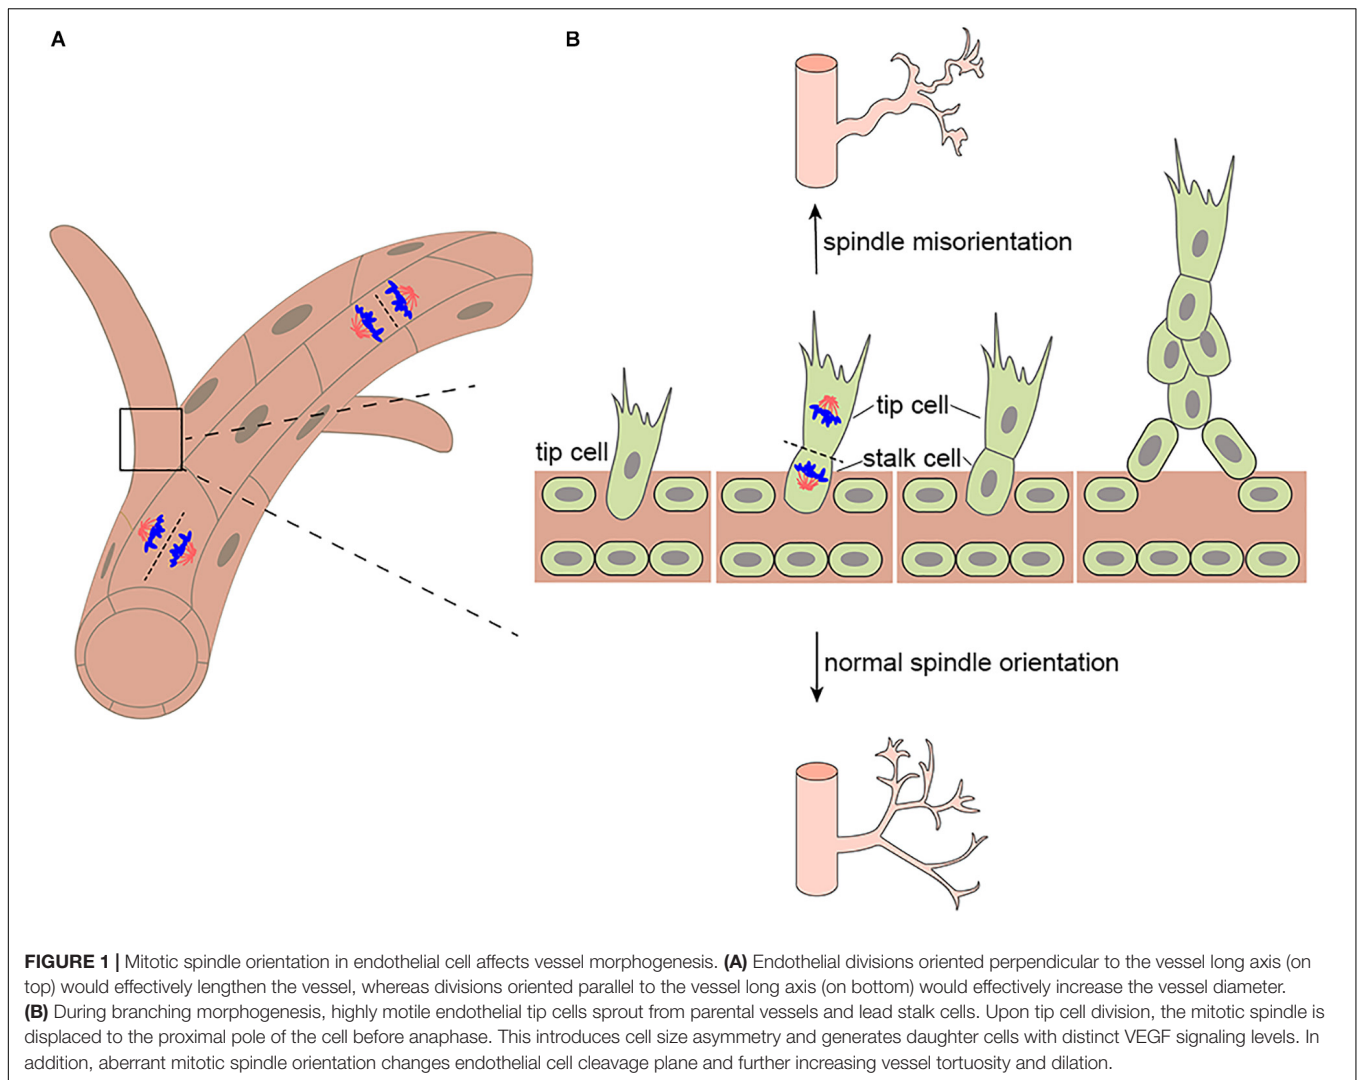 A
B
spindle misorientation
tip cell
tip cell
stalk cell
normal spindle orientation
FIGURE 1 | Mitotic spindle orientation in endothelial cell affects vessel morphogenesis. (A) Endothelial divisions oriented perpendicular to the vessel long axis (on
top) would effectively lengthen the vessel, whereas divisions oriented parallel to the vessel long axis (on bottom) would effectively increase the vessel diameter.
(B) During branching morphogenesis, highly motile endothelial tip cells sprout from parental vessels and lead stalk cells. Upon tip cell division, the mitotic spindle is
displaced to the proximal pole of the cell before anaphase. This introduces cell size asymmetry and generates daughter cells with distinct VEGF signaling levels. In
addition, aberrant mitotic spindle orientation changes endothelial cell cleavage plane and further increasing vessel tortuosity and dilation.